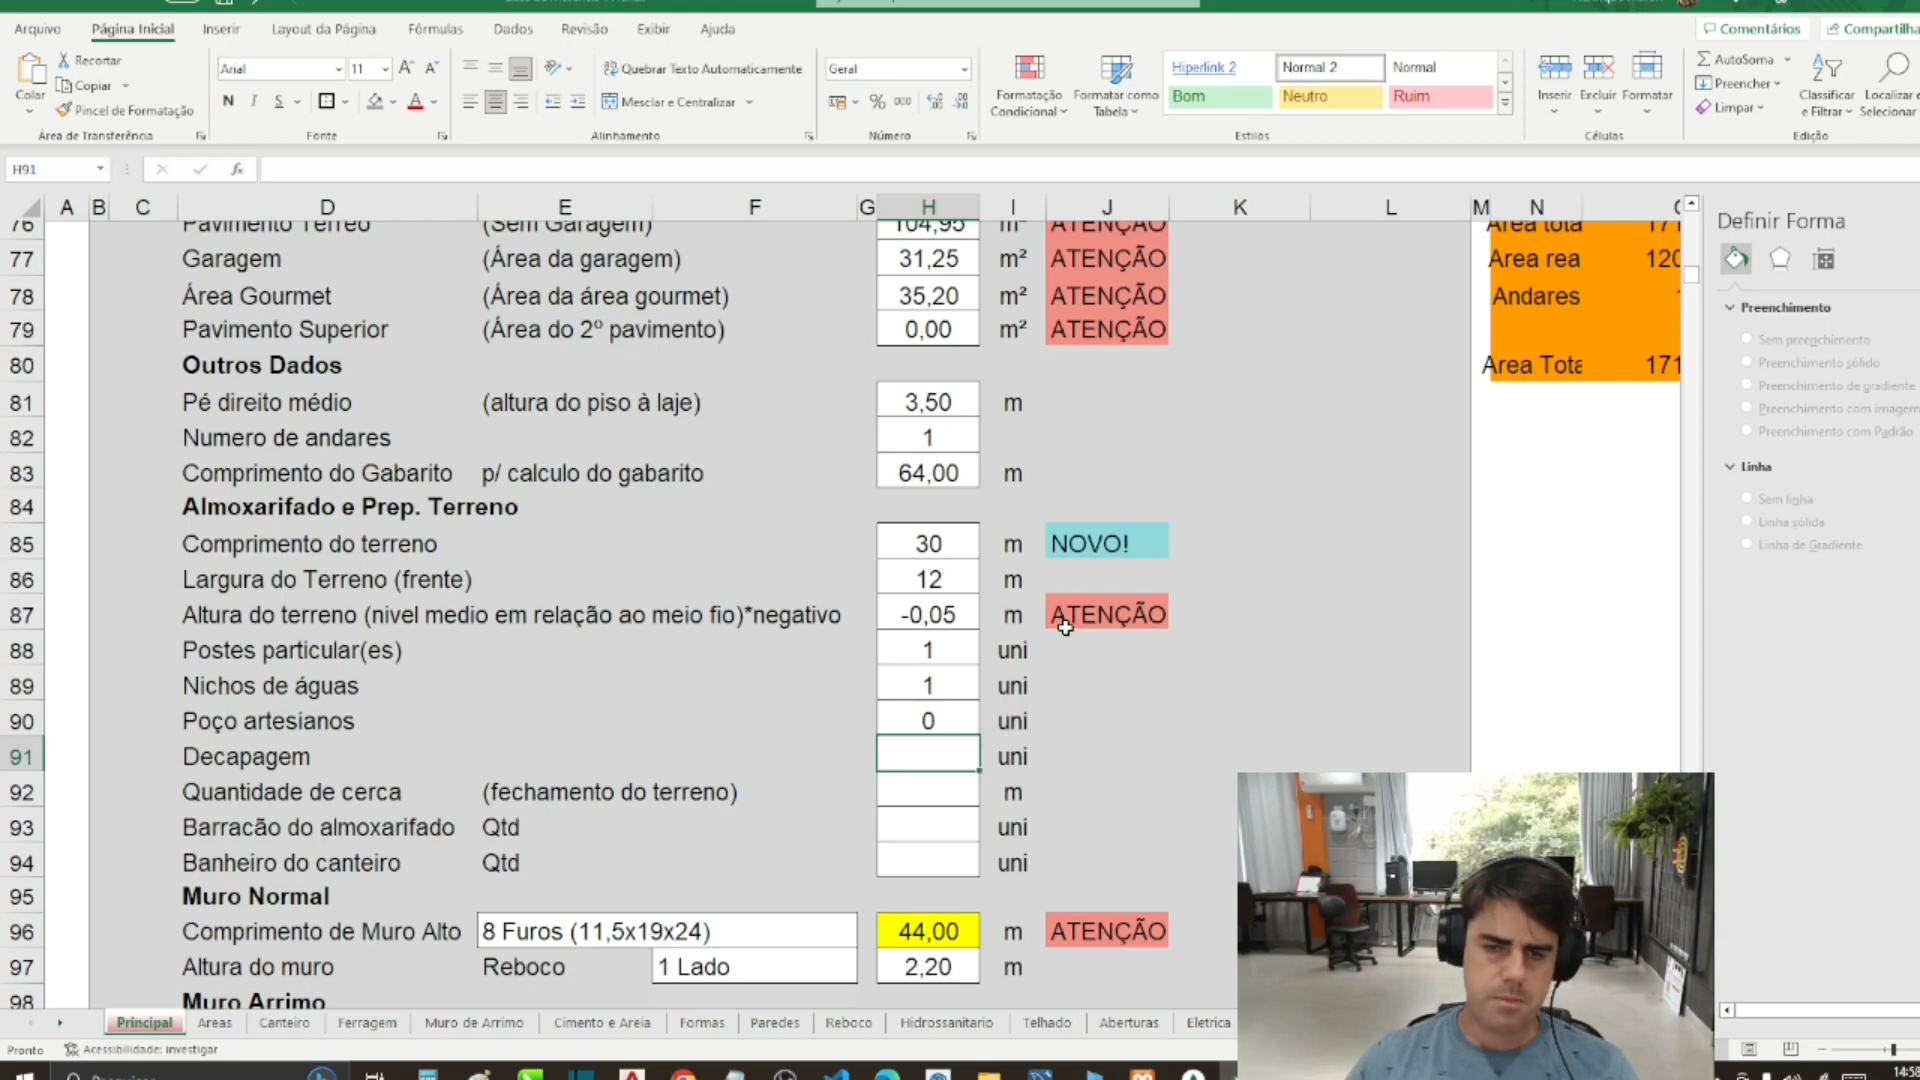 Arquivo Página Inicial Inserir Layout da Página Fórmulas Dados Revisão Exibir Ajuda Comentários Compartilha
Colar
Recortar
Copiar
Pincel de Formatação
Área de Transferência
Arial 11
N I S
Fonte
Quebrar Texto Automaticamente
Mesclar e Centralizar
Alinhamento
Geral
% 000
Número
Formatação Condicional
Formatar como Tabela
Hiperlink 2 Normal 2 Normal
Bom Neutro Ruim
Estilos
Inserir Excluir Formatar
Células
AutoSoma
Preencher
Limpar
Classificar e Filtrar
Localizar e Selecionar
Edição
H91 fx
A B C D E F G H I J K L M N
76 Pavimento Térreo (Sem Garagem) 104,95 m² ATENÇÃO Area tota 171
77 Garagem (Área da garagem) 31,25 m² ATENÇÃO Area rea 120
78 Área Gourmet (Área da área gourmet) 35,20 m² ATENÇÃO Andares
79 Pavimento Superior (Área do 2º pavimento) 0,00 m² ATENÇÃO
80 Outros Dados Area Tota 171
81 Pé direito médio (altura do piso à laje) 3,50 m
82 Numero de andares 1
83 Comprimento do Gabarito p/ calculo do gabarito 64,00 m
84 Almoxarifado e Prep. Terreno
85 Comprimento do terreno 30 m NOVO!
86 Largura do Terreno (frente) 12 m
87 Altura do terreno (nivel medio em relação ao meio fio)*negativo -0,05 m ATENÇÃO
88 Postes particular(es) 1 uni
89 Nichos de águas 1 uni
90 Poço artesianos 0 uni
91 Decapagem uni
92 Quantidade de cerca (fechamento do terreno) m
93 Barracão do almoxarifado Qtd uni
94 Banheiro do canteiro Qtd uni
95 Muro Normal
96 Comprimento de Muro Alto 8 Furos (11,5x19x24) 44,00 m ATENÇÃO
97 Altura do muro Reboco 1 Lado 2,20 m
98 Muro Arrimo
Definir Forma
Preenchimento
Sem preenchimento
Preenchimento sólido
Preenchimento de gradiente
Preenchimento com imagem
Preenchimento com Padrão
Linha
Sem linha
Linha sólida
Linha de Gradiente
Principal Areas Canteiro Ferragem Muro de Arrimo Cimento e Areia Formas Paredes Reboco Hidrossanitario Telhado Aberturas Eletrica
Pronto Acessibilidade: investigar
14:58